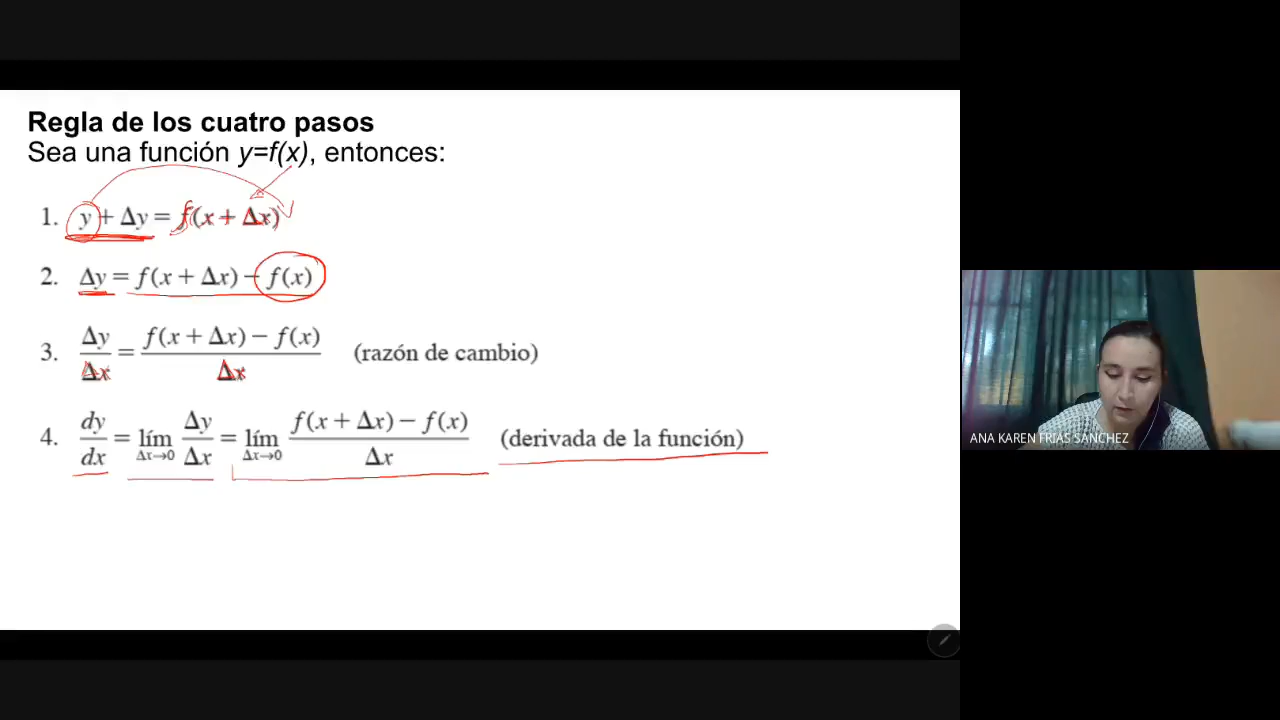 Regla de los cuatro pasos
Sea una función y=f(x), entonces:
1. y + Δy = f(x + Δx)
2. Δy = f(x + Δx) − f(x)
3. Δy/Δx = (f(x + Δx) − f(x))/Δx (razón de cambio)
4. dy/dx = lím Δx→0 Δy/Δx = lím Δx→0 (f(x + Δx) − f(x))/Δx (derivada de la función)
ANA KAREN FRIAS SANCHEZ